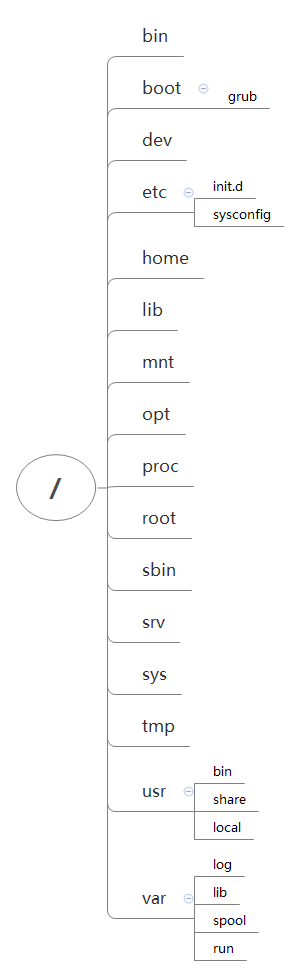 /
bin
boot
grub
dev
etc
init.d
sysconfig
home
lib
mnt
opt
proc
root
sbin
srv
sys
tmp
usr
bin
share
local
var
log
lib
spool
run